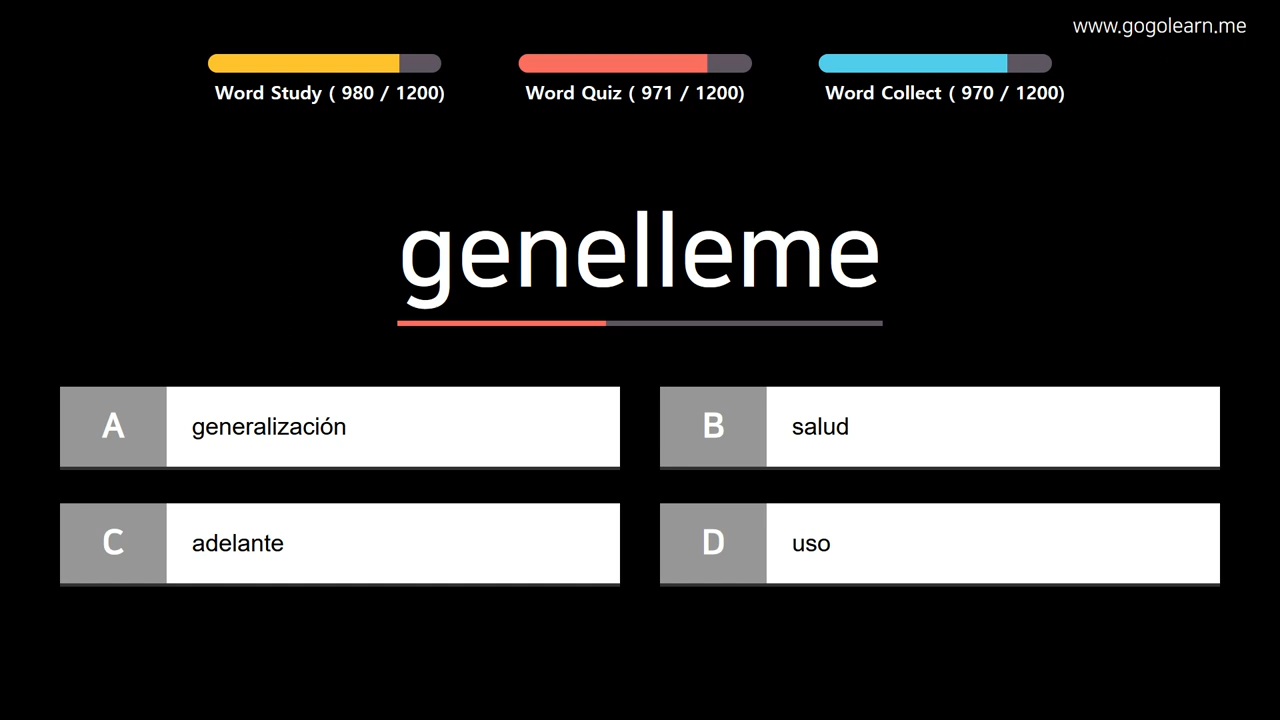 www.gogolearn.me
Word Study ( 980 / 1200)
Word Quiz ( 971 / 1200)
Word Collect ( 970 / 1200)
genelleme
A generalización
B salud
C adelante
D uso